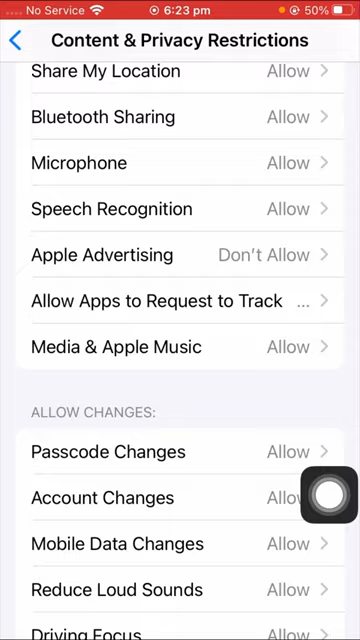 No Service 6:23 pm 50%
Content & Privacy Restrictions
Share My Location Allow
Bluetooth Sharing Allow
Microphone Allow
Speech Recognition Allow
Apple Advertising Don't Allow
Allow Apps to Request to Track ...
Media & Apple Music Allow
ALLOW CHANGES:
Passcode Changes Allow
Account Changes Allo
Mobile Data Changes Allow
Reduce Loud Sounds Allow
Driving Focus Allow